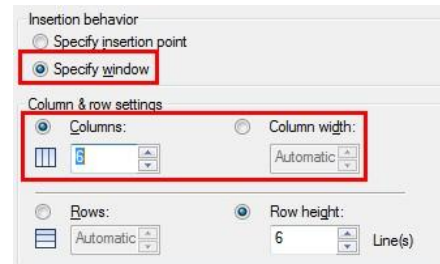 Insertion behavior
Specify insertion point
Specify window
Column & row settings
Columns: Column width:
6 Automatic
Rows: Row height:
Automatic 6 Line(s)